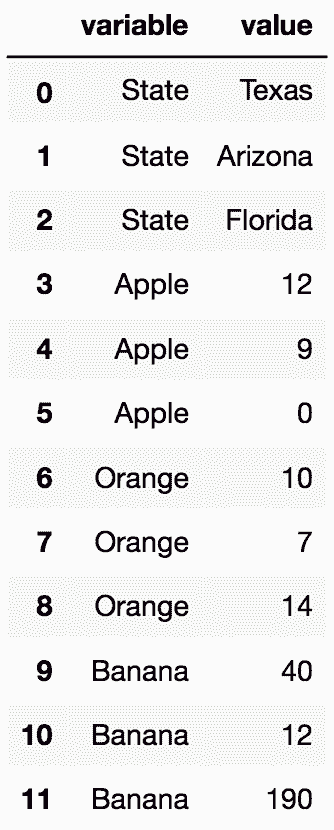 variable value
0 State Texas
1 State Arizona
2 State Florida
3 Apple 12
4 Apple 9
5 Apple 0
6 Orange 10
7 Orange 7
8 Orange 14
9 Banana 40
10 Banana 12
11 Banana 190